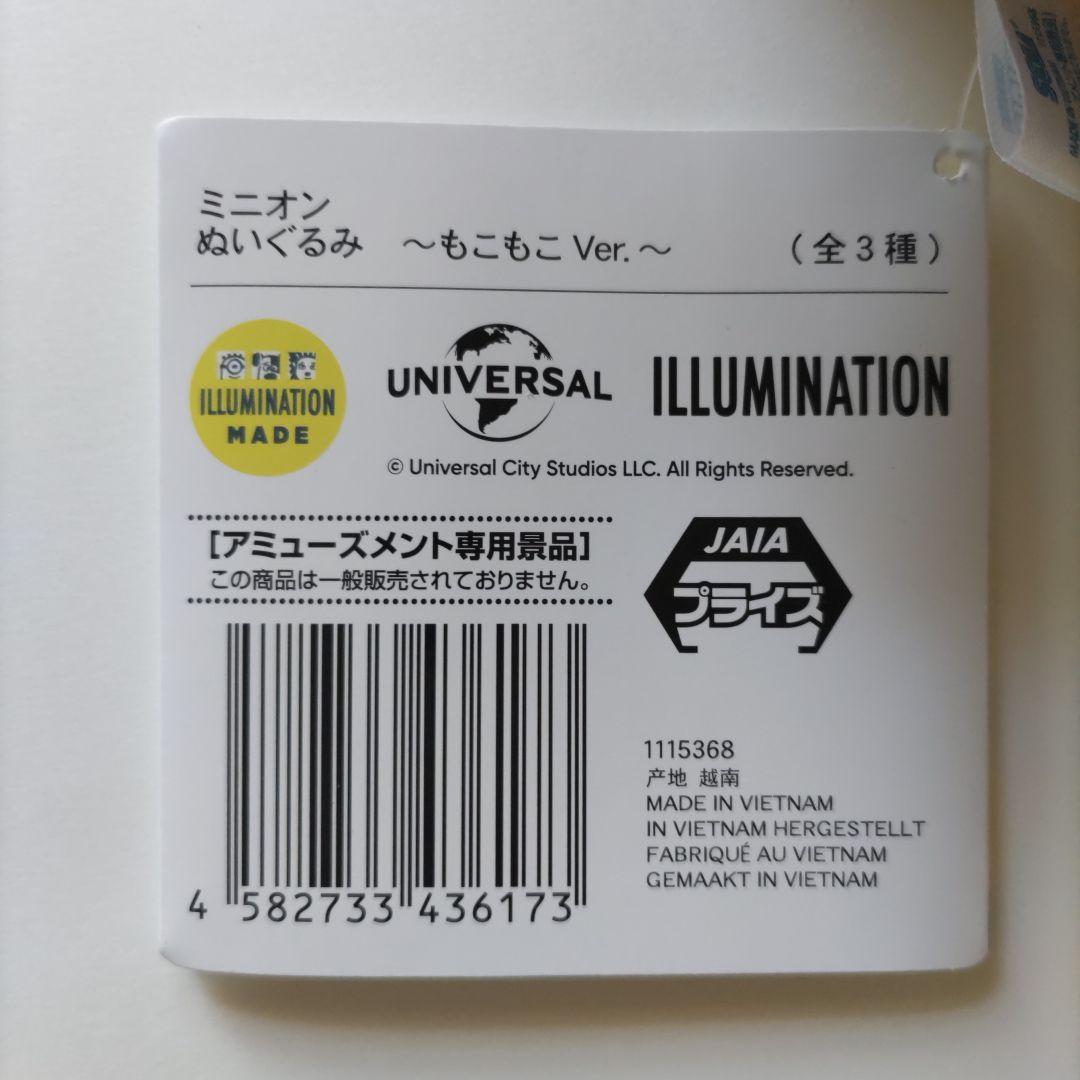 ミニオン
ぬいぐるみ ～もこもこ Ver.～ (全3種)
ILLUMINATION
MADE
UNIVERSAL
ILLUMINATION
© Universal City Studios LLC. All Rights Reserved.
[アミューズメント専用景品]
この商品は一般販売されておりません。
JAIA
プライズ
4 582733 436173
1115368
产地 越南
MADE IN VIETNAM
IN VIETNAM HERGESTELLT
FABRIQUÉ AU VIETNAM
GEMAAKT IN VIETNAM